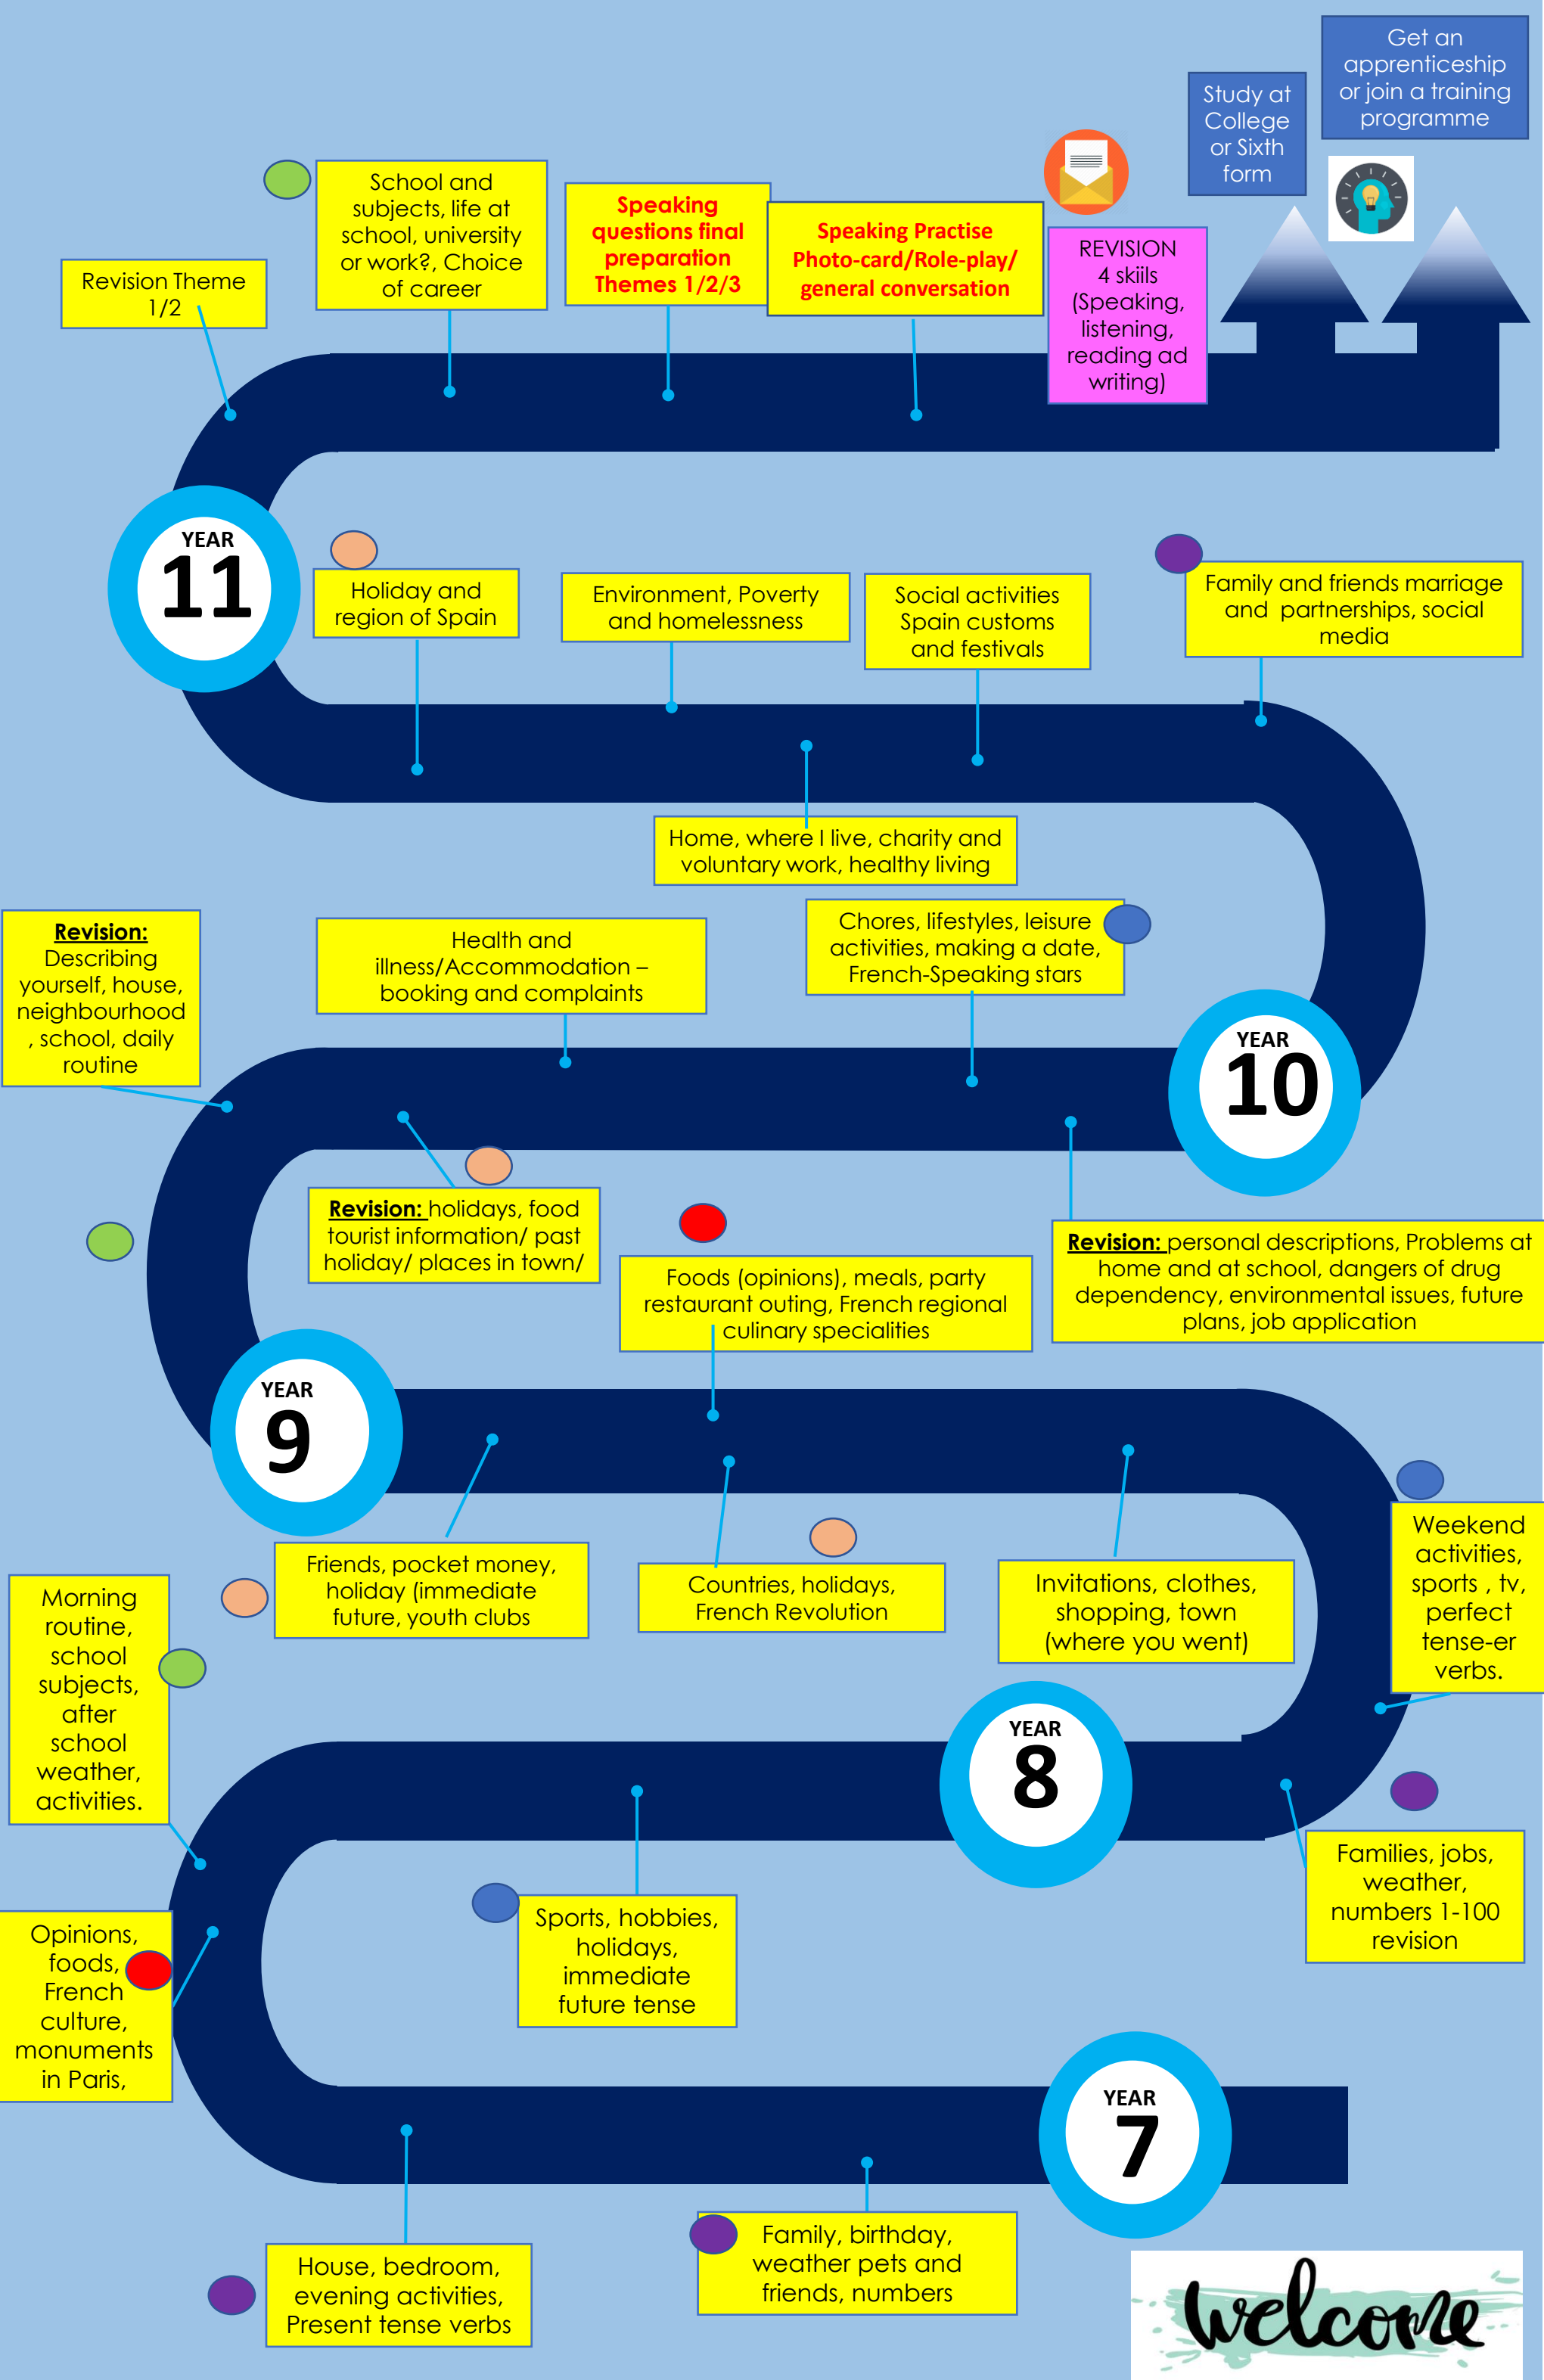 Get an
apprenticeship
or join a training
programme
Study at
College
or Sixth
form
School and
subjects, life at
school, university
or work?, Choice
of career
Speaking
questions final
preparation
Themes 1/2/3
Speaking Practise
Photo-card/Role-play/
general conversation
REVISION
4 skiils
(Speaking,
listening,
reading ad
writing)
Revision Theme
1/2
YEAR
11
Holiday and
region of Spain
Environment, Poverty
and homelessness
Social activities
Spain customs
and festivals
Family and friends marriage
and partnerships, social
media
Home, where I live, charity and
voluntary work, healthy living
Revision:
Describing
yourself, house,
neighbourhood
, school, daily
routine
Health and
illness/Accommodation –
booking and complaints
Chores, lifestyles, leisure
activities, making a date,
French-Speaking stars
YEAR
10
Revision: holidays, food
tourist information/ past
holiday/ places in town/
Foods (opinions), meals, party
restaurant outing, French regional
culinary specialities
Revision: personal descriptions, Problems at
home and at school, dangers of drug
dependency, environmental issues, future
plans, job application
YEAR
9
Friends, pocket money,
holiday (immediate
future, youth clubs
Countries, holidays,
French Revolution
Invitations, clothes,
shopping, town
(where you went)
Weekend
activities,
sports , tv,
perfect
tense-er
verbs.
Morning
routine,
school
subjects,
after
school
weather,
activities.
YEAR
8
Families, jobs,
weather,
numbers 1-100
revision
Opinions,
foods,
French
culture,
monuments
in Paris,
Sports, hobbies,
holidays,
immediate
future tense
YEAR
7
House, bedroom,
evening activities,
Present tense verbs
Family, birthday,
weather pets and
friends, numbers
welcome